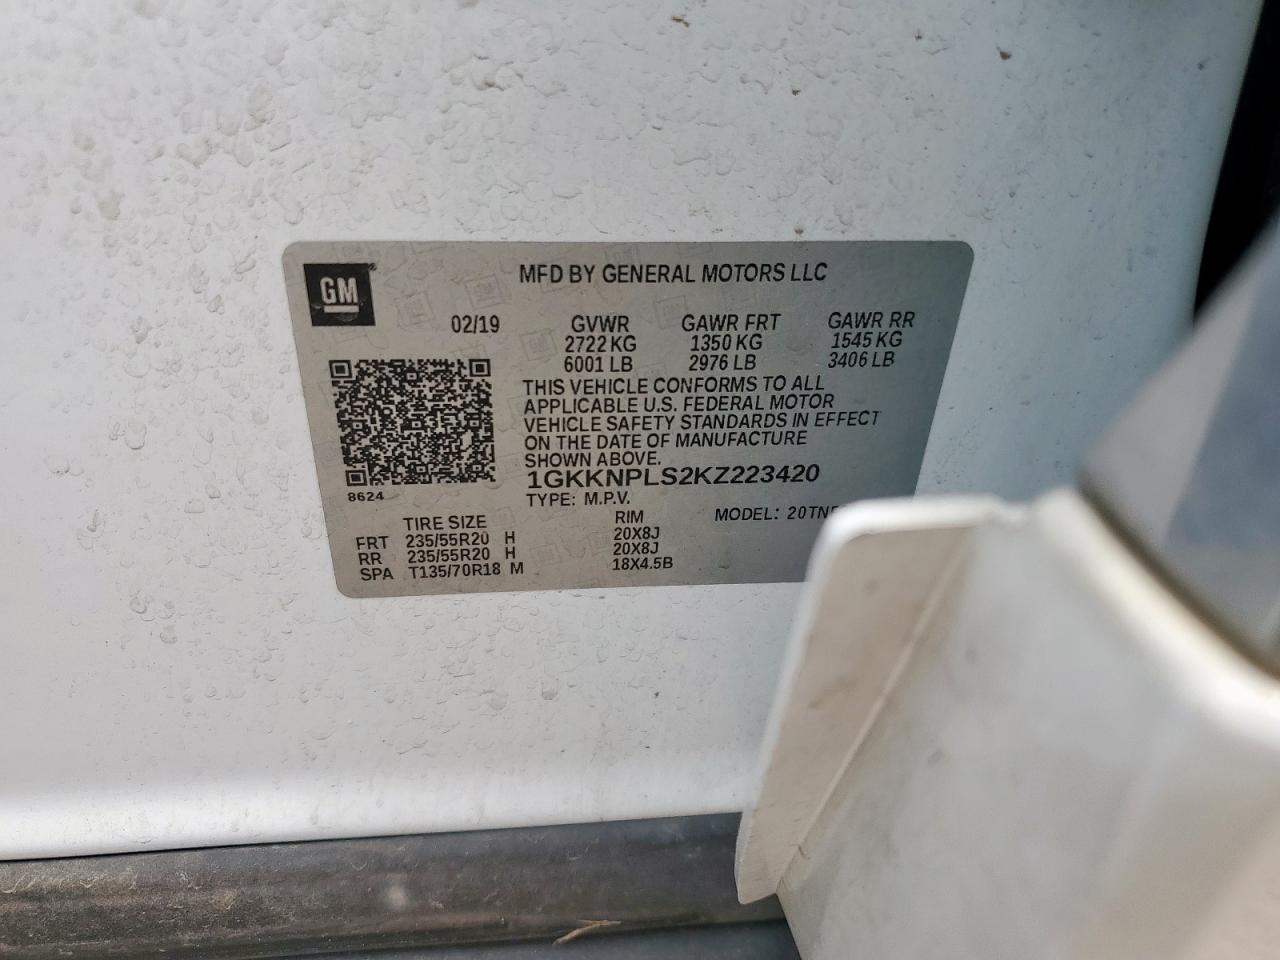 GM
MFD BY GENERAL MOTORS LLC
02/19
GVWR GAWR FRT GAWR RR
2722 KG 1350 KG 1545 KG
6001 LB 2976 LB 3406 LB
THIS VEHICLE CONFORMS TO ALL
APPLICABLE U.S. FEDERAL MOTOR
VEHICLE SAFETY STANDARDS IN EFFECT
ON THE DATE OF MANUFACTURE
SHOWN ABOVE.
1GKKNPLS2KZ223420
8624
TYPE: M.P.V.
TIRE SIZE RIM MODEL:
FRT 235/55R20 H 20X8J
RR 235/55R20 H 20X8J
SPA T135/70R18 M 18X4.5B